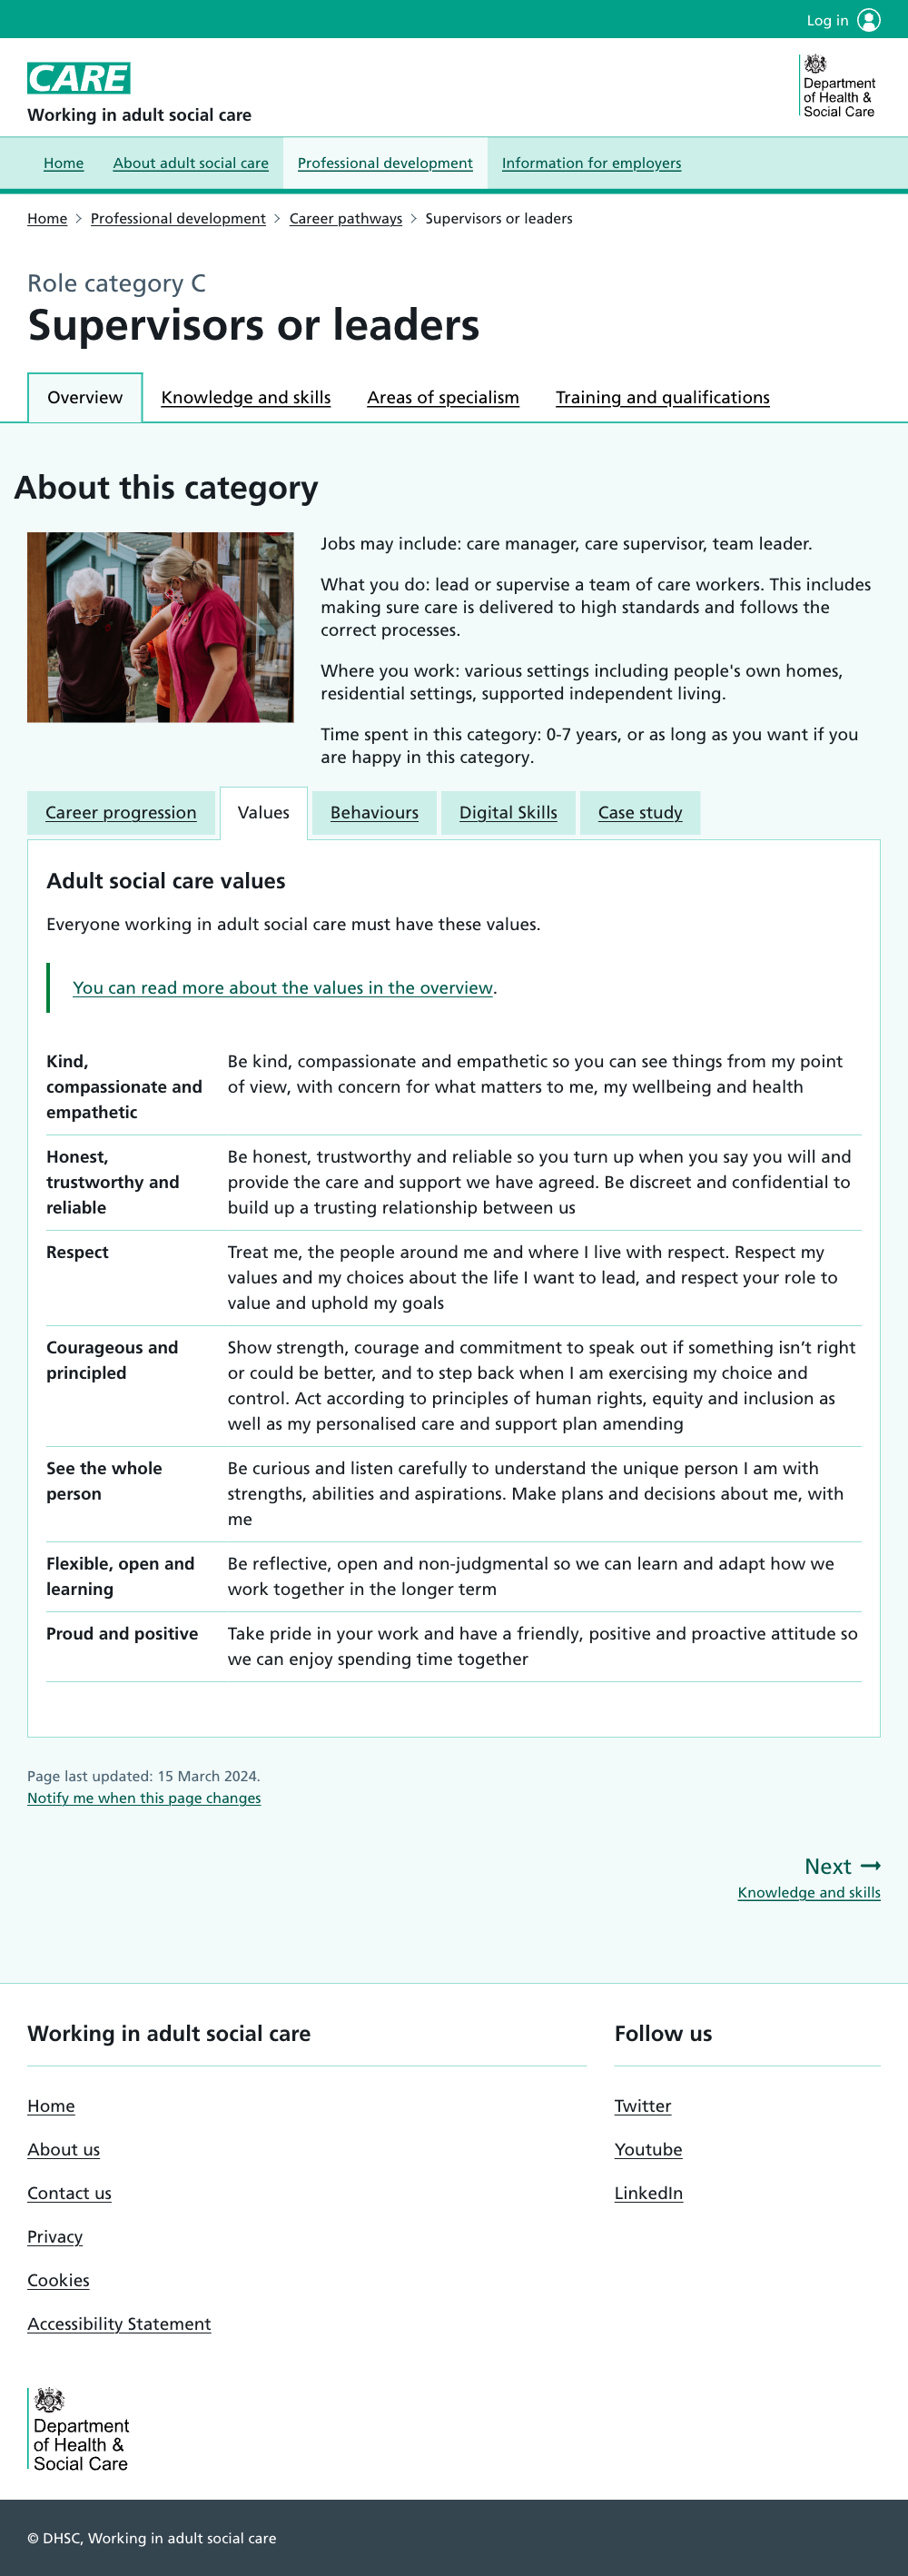 Log in
CARE
Working in adult social care
Department
of Health &
Social Care
Home About adult social care Professional development Information for employers
Home Professional development Career pathways Supervisors or leaders
Role category C
Supervisors or leaders
Overview Knowledge and skills Areas of specialism Training and qualifications
About this category
Jobs may include: care manager, care supervisor, team leader.
What you do: lead or supervise a team of care workers. This includes
making sure care is delivered to high standards and follows the
correct processes.
Where you work: various settings including people's own homes,
residential settings, supported independent living.
Time spent in this category: 0-7 years, or as long as you want if you
are happy in this category.
Career progression Values Behaviours Digital Skills Case study
Adult social care values
Everyone working in adult social care must have these values.
You can read more about the values in the overview.
Kind,
compassionate and
empathetic
Be kind, compassionate and empathetic so you can see things from my point
of view, with concern for what matters to me, my wellbeing and health
Honest,
trustworthy and
reliable
Be honest, trustworthy and reliable so you turn up when you say you will and
provide the care and support we have agreed. Be discreet and confidential to
build up a trusting relationship between us
Respect
Treat me, the people around me and where I live with respect. Respect my
values and my choices about the life I want to lead, and respect your role to
value and uphold my goals
Courageous and
principled
Show strength, courage and commitment to speak out if something isn’t right
or could be better, and to step back when I am exercising my choice and
control. Act according to principles of human rights, equity and inclusion as
well as my personalised care and support plan amending
See the whole
person
Be curious and listen carefully to understand the unique person I am with
strengths, abilities and aspirations. Make plans and decisions about me, with
me
Flexible, open and
learning
Be reflective, open and non-judgmental so we can learn and adapt how we
work together in the longer term
Proud and positive
Take pride in your work and have a friendly, positive and proactive attitude so
we can enjoy spending time together
Page last updated: 15 March 2024.
Notify me when this page changes
Next
Knowledge and skills
Working in adult social care
Home
About us
Contact us
Privacy
Cookies
Accessibility Statement
Follow us
Twitter
Youtube
LinkedIn
Department
of Health &
Social Care
© DHSC, Working in adult social care